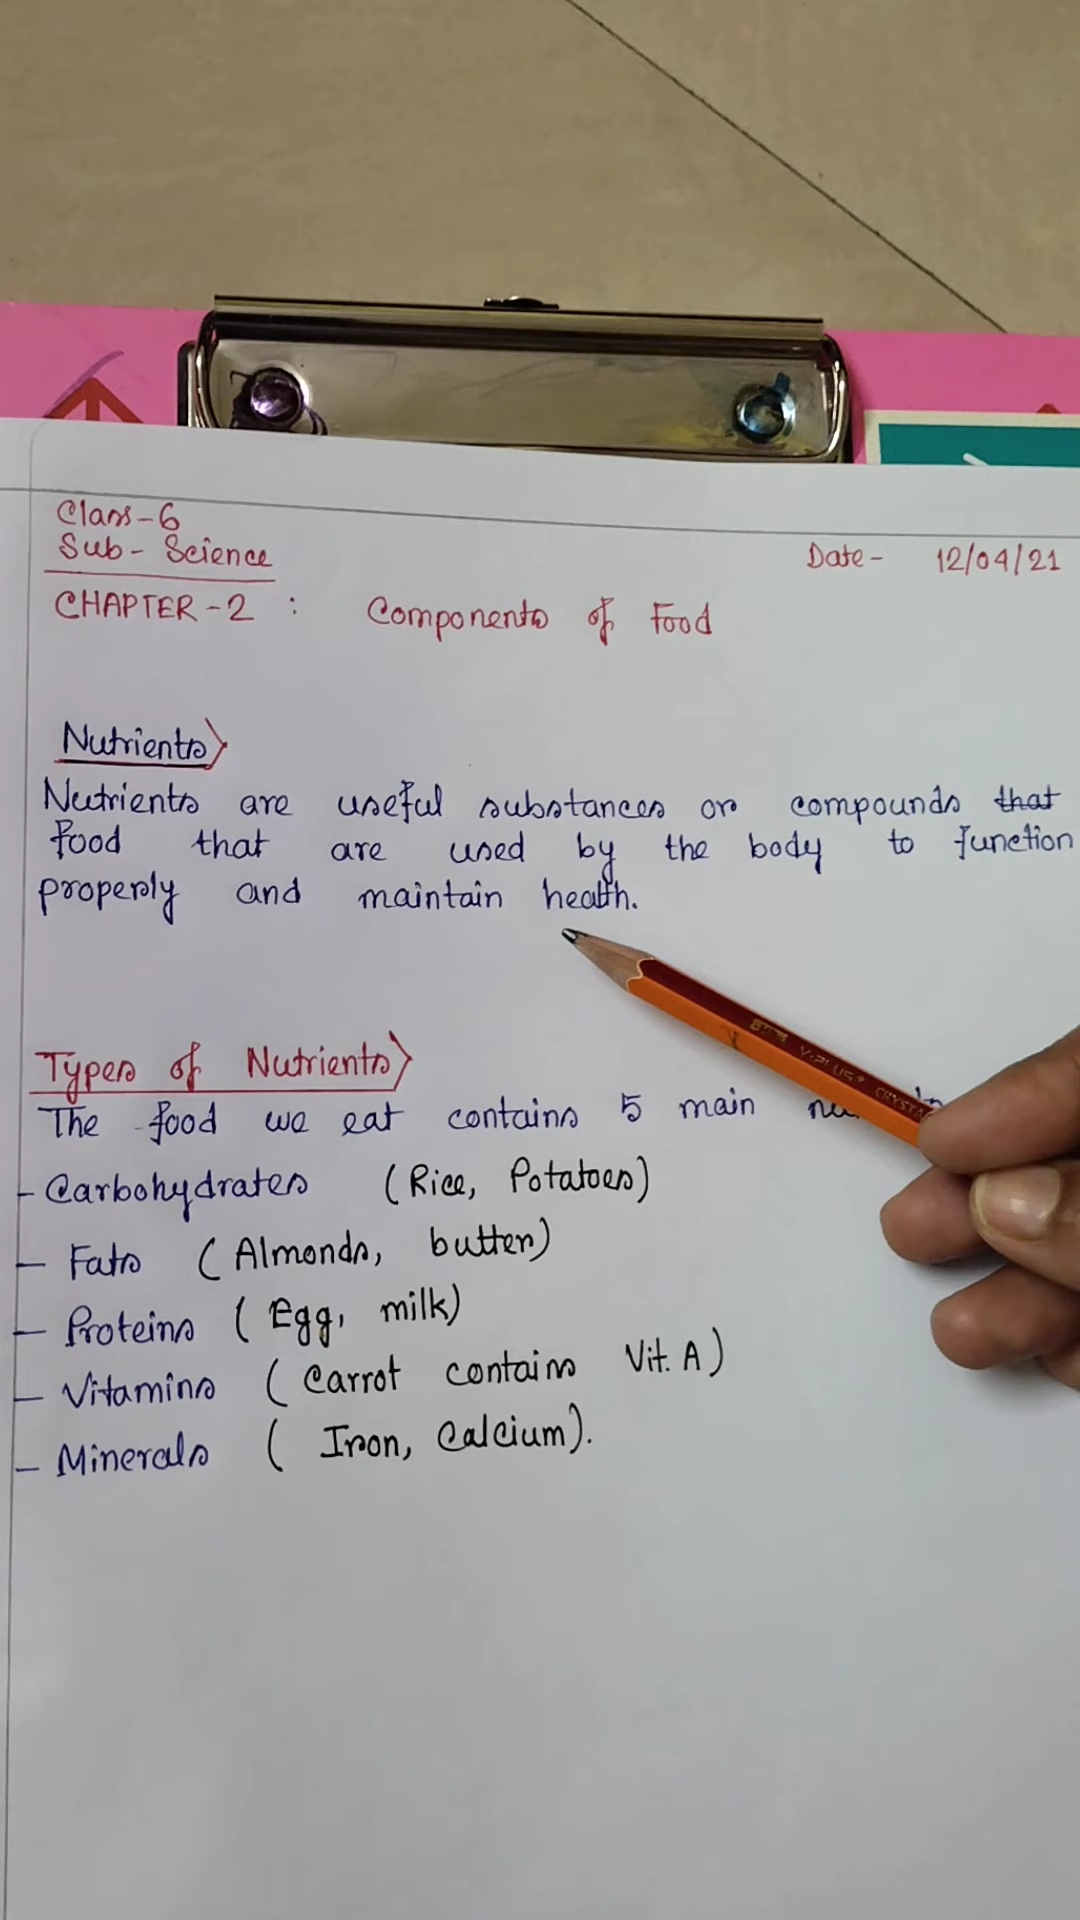 Class-6
Sub- Science
Date- 12/04/21
CHAPTER-2 : Components of Food
Nutrients
Nutrients are useful substances or compounds that
food that are used by the body to function
properly and maintain health.
Types of Nutrients
The food we eat contains 5 main
- Carbohydrates (Rice, Potatoes)
- Fats (Almonds, butter)
- Proteins (Egg, milk)
- Vitamins (Carrot contains Vit. A)
- Minerals (Iron, Calcium).